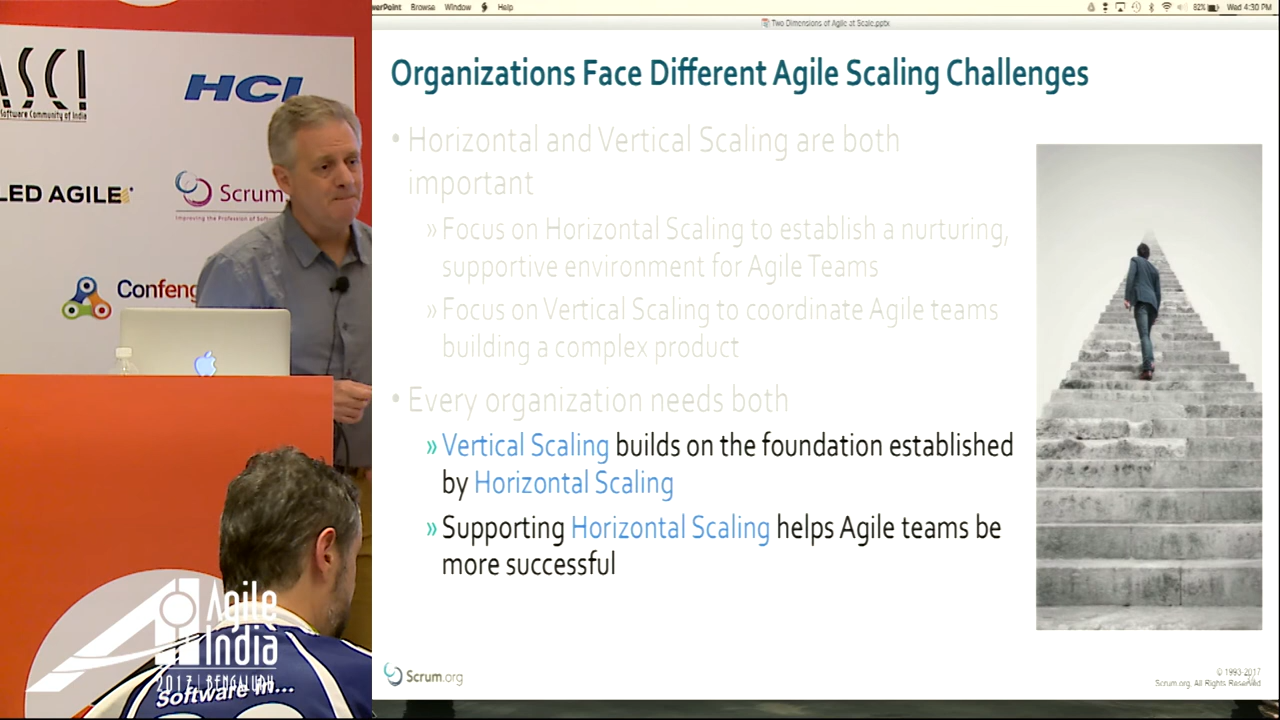 PowerPoint Browse Window Help
82% Wed 4:30 PM
Two Dimensions of Agile at Scale.pptx
Organizations Face Different Agile Scaling Challenges
• Horizontal and Vertical Scaling are both
important
» Focus on Horizontal Scaling to establish a nurturing,
supportive environment for Agile Teams
» Focus on Vertical Scaling to coordinate Agile teams
building a complex product
• Every organization needs both
» Vertical Scaling builds on the foundation established
by Horizontal Scaling
» Supporting Horizontal Scaling helps Agile teams be
more successful
Scrum.org
© 1993-2017
Scrum.org. All Rights Reserved
ASCI
Software Community of India
HCL
LED AGILE
Scrum
Improving the Profession of
Confeng
Agile
India
2017 | BENGALURU
Software in...